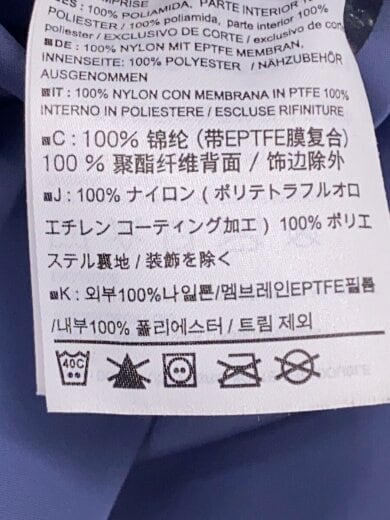 PARTE INTERIOR 10
ES : 100% POLIAMIDA, PARTE INTERIOR 100%
POLIESTER / 100% poliamida, parte interior 100%
poliester / EXCLUSIVO DE CORTE / exclusivo de corte
DE : 100% NYLON MIT EPTFE MEMBRAN,
INNENSEITE: 100% POLYESTER / NÄHZUBEHÖR
AUSGENOMMEN
IT : 100% NYLON CON MEMBRANA IN PTFE 100%
INTERNO IN POLIESTERE / ESCLUSE RIFINITURE
C : 100% 锦纶 (带EPTFE膜复合)
100 % 聚酯纤维背面 / 饰边除外
J : 100% ナイロン ( ポリテトラフルオロ
エチレン コーティング加工 ) 100% ポリエ
ステル裏地 / 装飾を除く
K : 외부100%나일론/멤브레인EPTFE필름
/내부100% 폴리에스터 / 트림 제외
40C